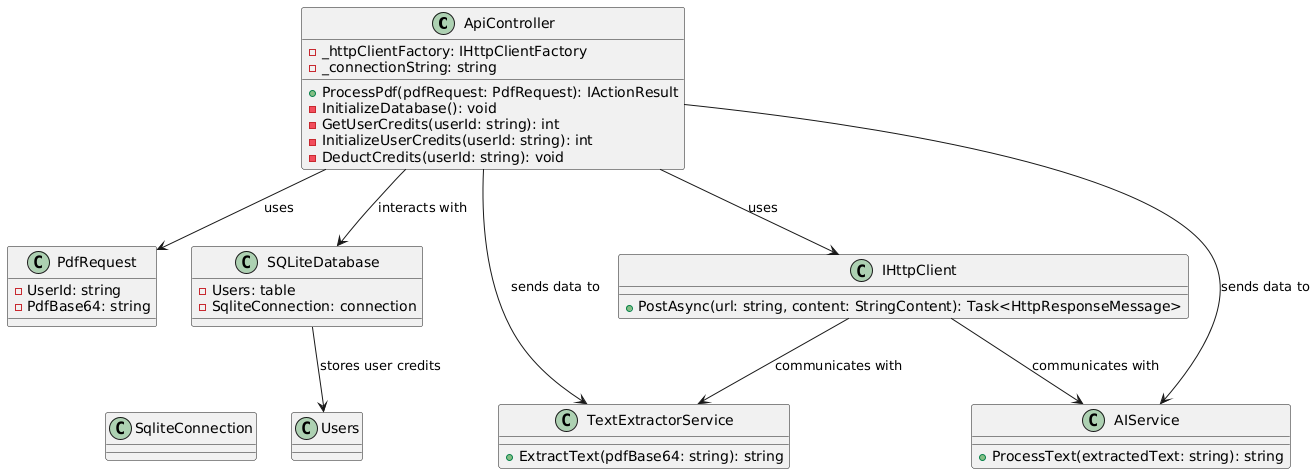 C ApiController
_httpClientFactory: IHttpClientFactory
_connectionString: string
ProcessPdf(pdfRequest: PdfRequest): IActionResult
InitializeDatabase(): void
GetUserCredits(userId: string): int
InitializeUserCredits(userId: string): int
DeductCredits(userId: string): void
uses
interacts with
uses
sends data to
sends data to
C PdfRequest
UserId: string
PdfBase64: string
C SQLiteDatabase
Users: table
SqliteConnection: connection
C IHttpClient
PostAsync(url: string, content: StringContent): Task<HttpResponseMessage>
stores user credits
communicates with
communicates with
C SqliteConnection
C Users
C TextExtractorService
ExtractText(pdfBase64: string): string
C AIService
ProcessText(extractedText: string): string